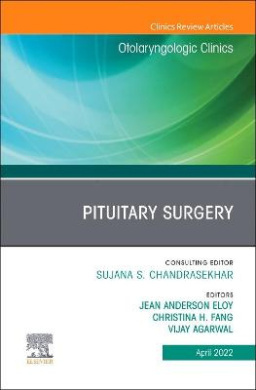 Clinics Review Articles
Otolaryngologic Clinics
PITUITARY SURGERY
CONSULTING EDITOR
SUJANA S. CHANDRASEKHAR
EDITORS
JEAN ANDERSON ELOY
CHRISTINA H. FANG
VIJAY AGARWAL
ELSEVIER
April 2022